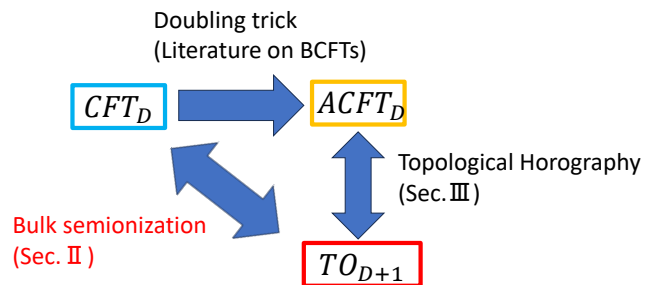 Doubling trick
(Literature on BCFTs)
CFT_D
ACFT_D
Topological Horography
(Sec.Ⅲ)
Bulk semionization
(Sec. Ⅱ)
TO_{D+1}